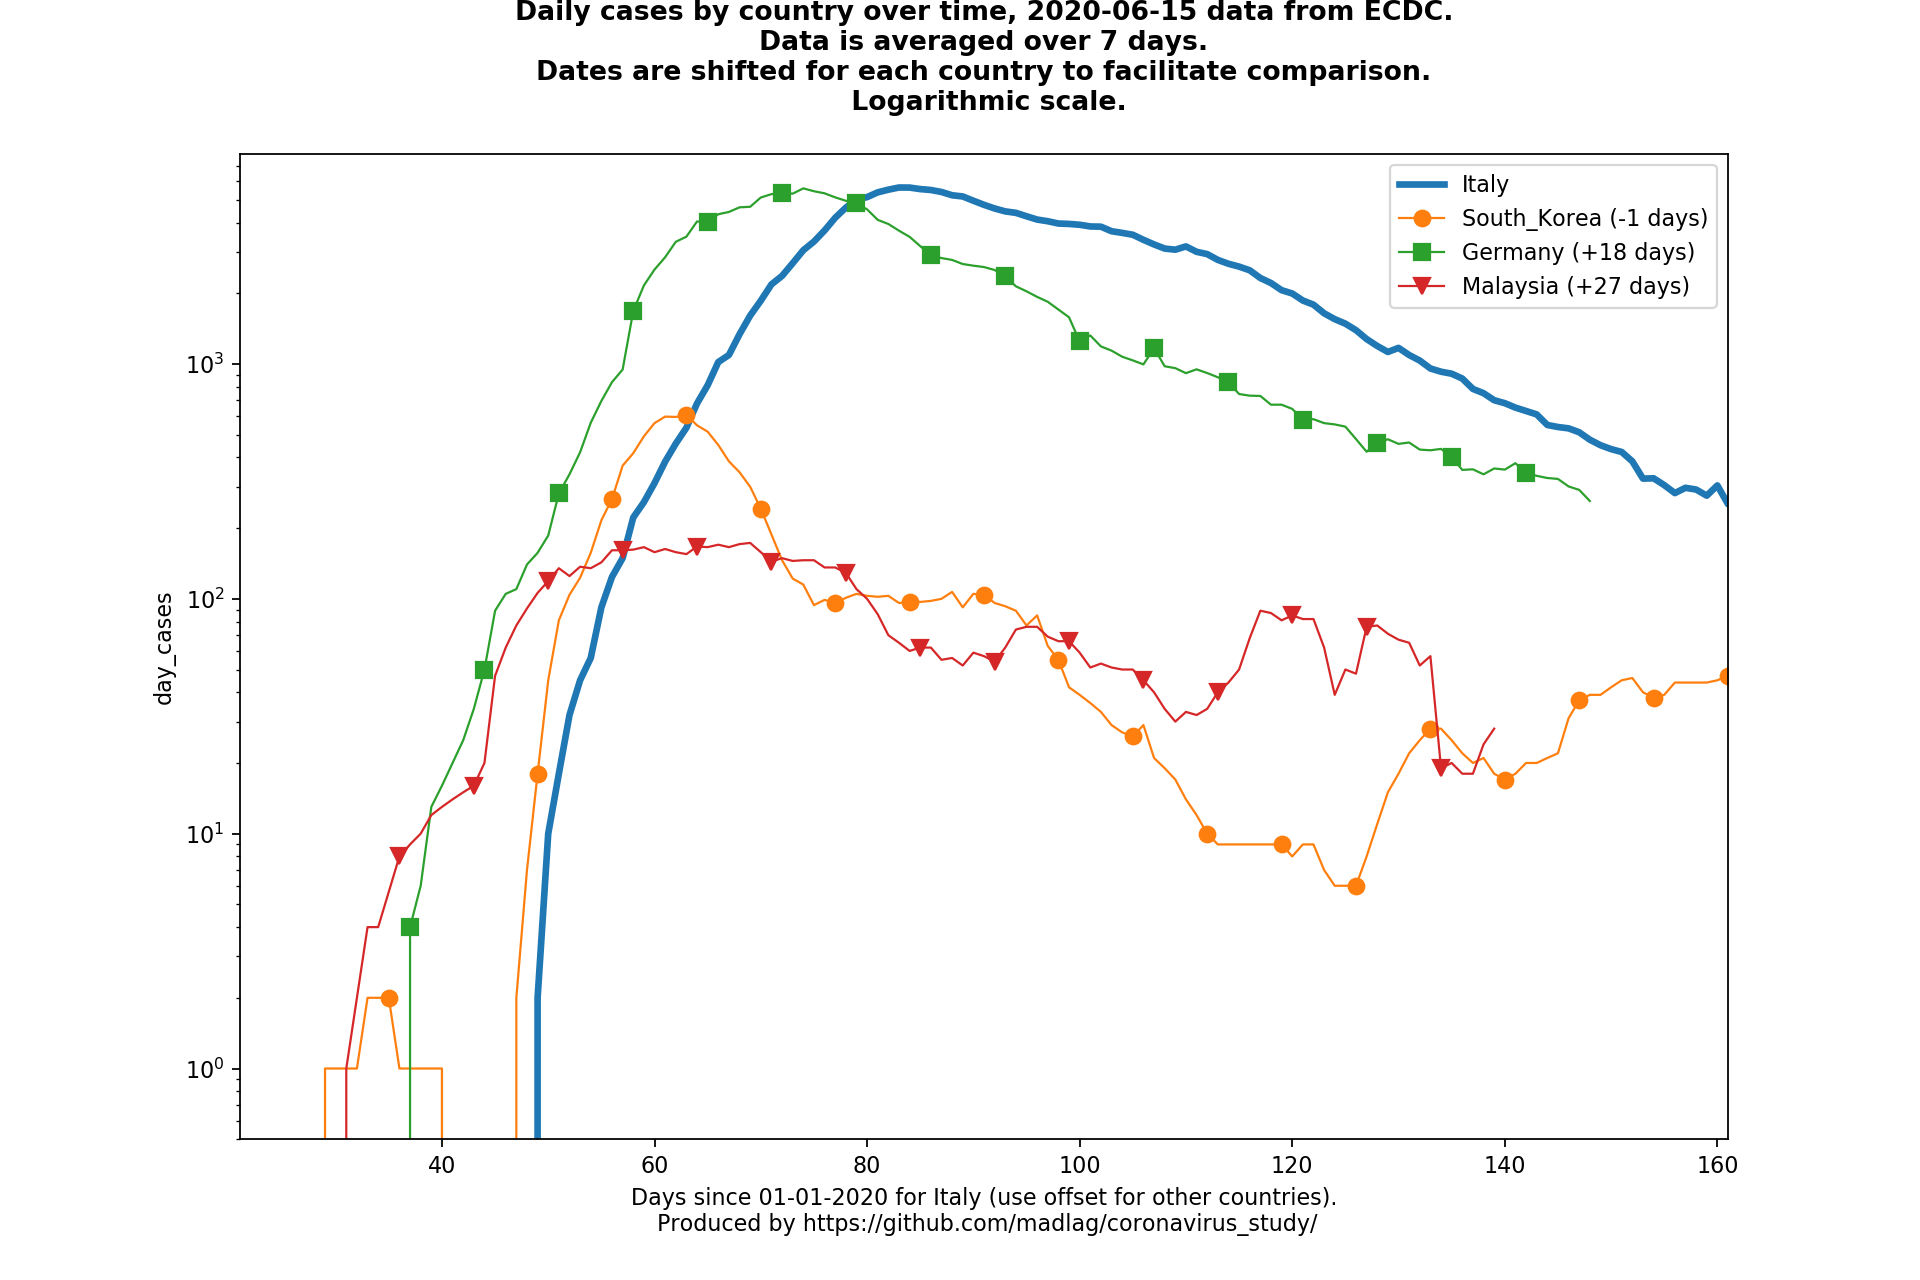 Daily cases by country over time, 2020-06-15 data from ECDC.
Data is averaged over 7 days.
Dates are shifted for each country to facilitate comparison.
Logarithmic scale.
Italy
South_Korea (-1 days)
Germany (+18 days)
Malaysia (+27 days)
10³
10²
10¹
10⁰
day_cases
40 60 80 100 120 140 160
Days since 01-01-2020 for Italy (use offset for other countries).
Produced by https://github.com/madlag/coronavirus_study/